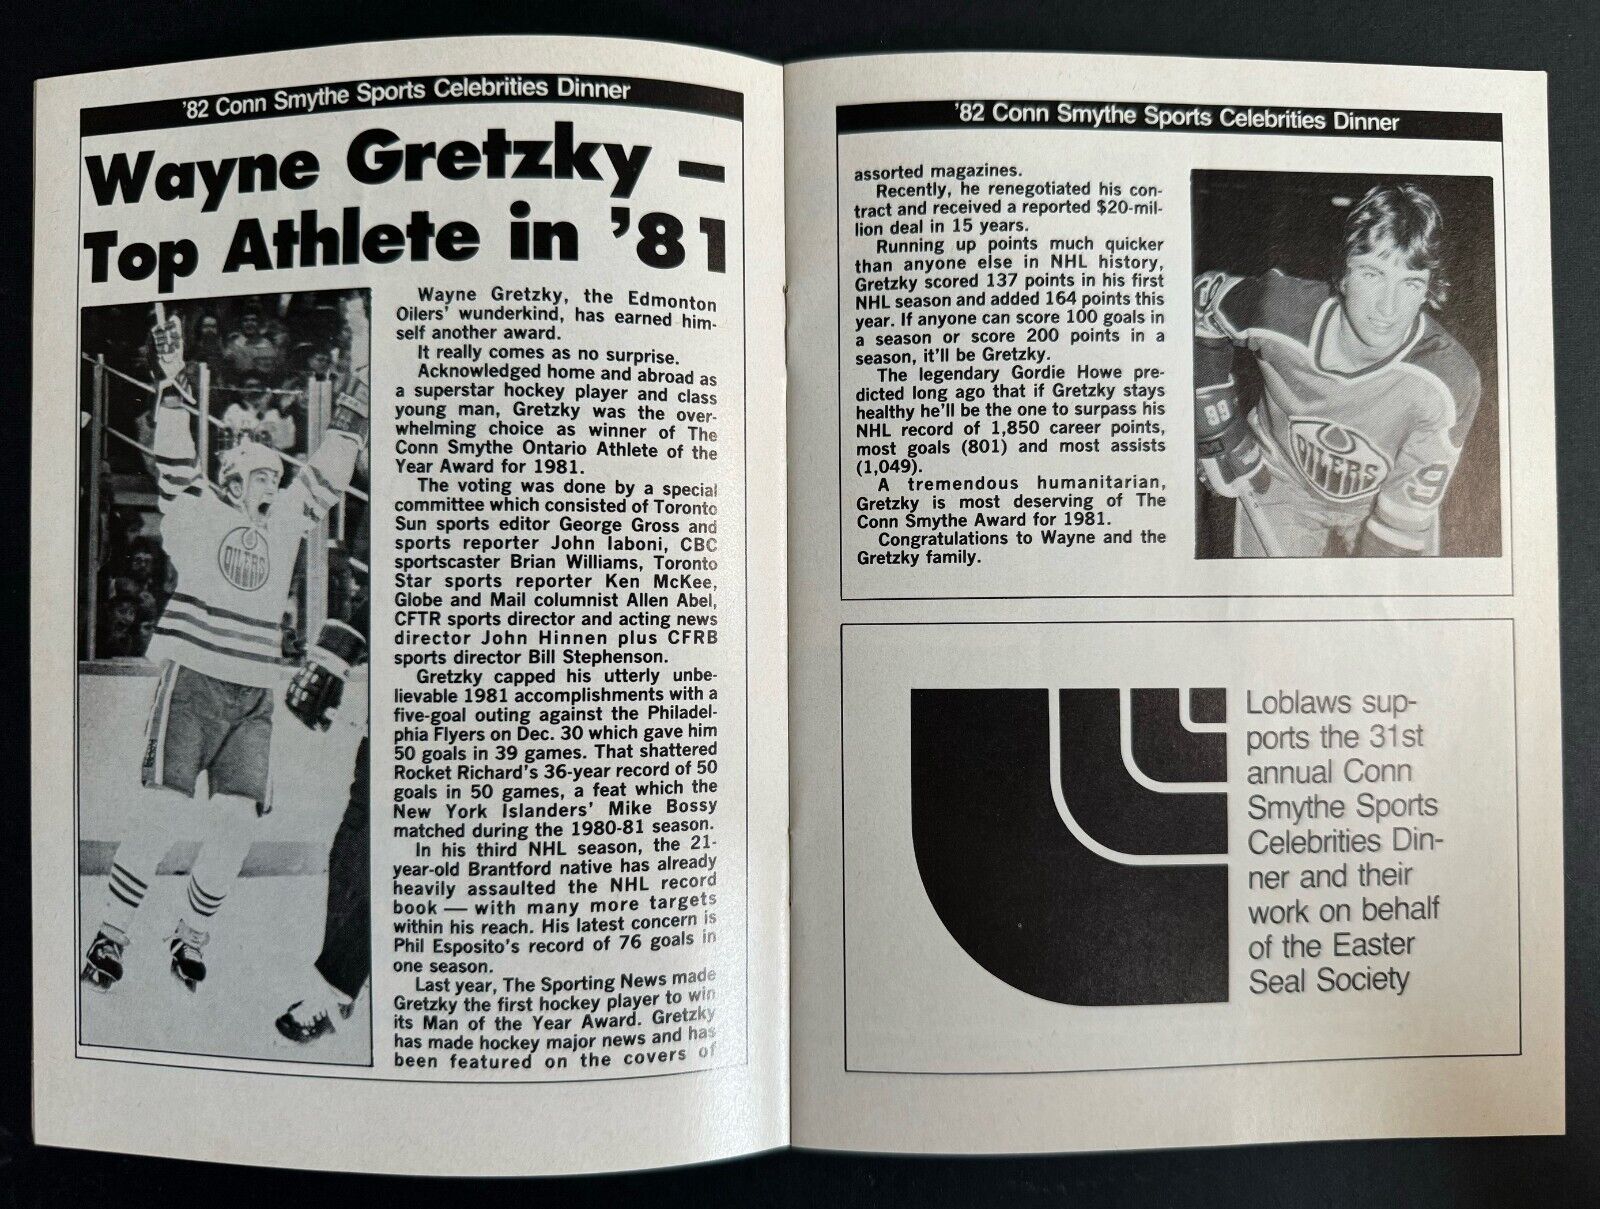 '82 Conn Smythe Sports Celebrities Dinner
Wayne Gretzky –
Top Athlete in '81
Wayne Gretzky, the Edmonton
Oilers' wunderkind, has earned him-
self another award.
It really comes as no surprise.
Acknowledged home and abroad as
a superstar hockey player and class
young man, Gretzky was the over-
whelming choice as winner of The
Conn Smythe Ontario Athlete of the
Year Award for 1981.
The voting was done by a special
committee which consisted of Toronto
Sun sports editor George Gross and
sports reporter John Iaboni, CBC
sportscaster Brian Williams, Toronto
Star sports reporter Ken McKee,
Globe and Mail columnist Allen Abel,
CFTR sports director and acting news
director John Hinnen plus CFRB
sports director Bill Stephenson.
Gretzky capped his utterly unbe-
lievable 1981 accomplishments with a
five-goal outing against the Philadel-
phia Flyers on Dec. 30 which gave him
50 goals in 39 games. That shattered
Rocket Richard's 36-year record of 50
goals in 50 games, a feat which the
New York Islanders' Mike Bossy
matched during the 1980-81 season.
In his third NHL season, the 21-
year-old Brantford native has already
heavily assaulted the NHL record
book — with many more targets
within his reach. His latest concern is
Phil Esposito's record of 76 goals in
one season.
Last year, The Sporting News made
Gretzky the first hockey player to win
its Man of the Year Award. Gretzky
has made hockey major news and has
been featured on the covers of
OILERS
'82 Conn Smythe Sports Celebrities Dinner
assorted magazines.
Recently, he renegotiated his con-
tract and received a reported $20-mil-
lion deal in 15 years.
Running up points much quicker
than anyone else in NHL history,
Gretzky scored 137 points in his first
NHL season and added 164 points this
year. If anyone can score 100 goals in
a season or score 200 points in a
season, it'll be Gretzky.
The legendary Gordie Howe pre-
dicted long ago that if Gretzky stays
healthy he'll be the one to surpass his
NHL record of 1,850 career points,
most goals (801) and most assists
(1,049).
A tremendous humanitarian,
Gretzky is most deserving of The
Conn Smythe Award for 1981.
Congratulations to Wayne and the
Gretzky family.
99
OILERS
9
Loblaws sup-
ports the 31st
annual Conn
Smythe Sports
Celebrities Din-
ner and their
work on behalf
of the Easter
Seal Society